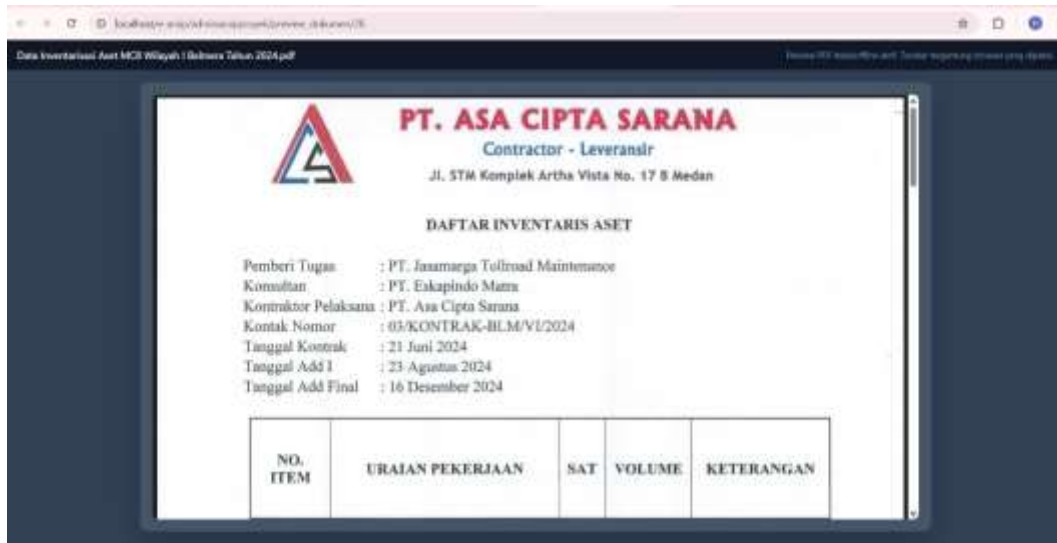 Data Inventarisasi Aset MCB Wilayah I Belmera Tahun 2024.pdf
PT. ASA CIPTA SARANA
Contractor - Leveransir
Jl. STM Komplek Artha Vista No. 17 B Medan
DAFTAR INVENTARIS ASET
Pemberi Tugas : PT. Jasamarga Tollroad Maintenance
Konsultan : PT. Eskapindo Matra
Kontraktor Pelaksana : PT. Asa Cipta Sarana
Kontak Nomor : 03/KONTRAK-BLM/VI/2024
Tanggal Kontrak : 21 Juni 2024
Tanggal Add I : 23 Agustus 2024
Tanggal Add Final : 16 Desember 2024
NO. ITEM URAIAN PEKERJAAN SAT VOLUME KETERANGAN